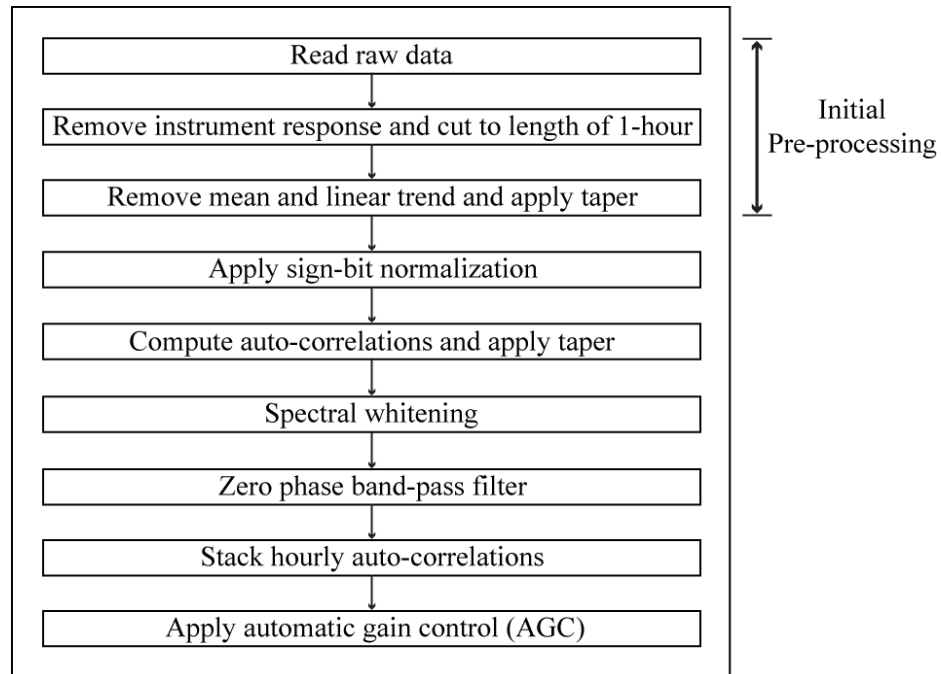 Read raw data
Remove instrument response and cut to length of 1-hour
Remove mean and linear trend and apply taper
Apply sign-bit normalization
Compute auto-correlations and apply taper
Spectral whitening
Zero phase band-pass filter
Stack hourly auto-correlations
Apply automatic gain control (AGC)
Initial
Pre-processing